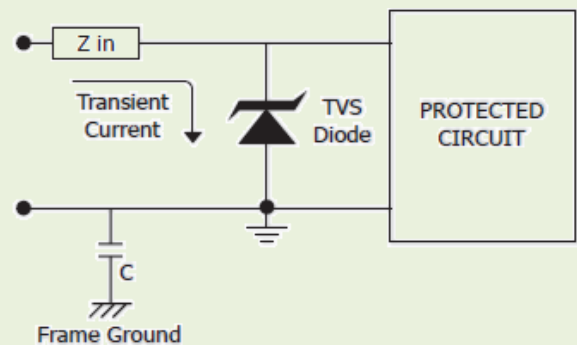 Z in
Transient
Current
TVS
Diode
PROTECTED
CIRCUIT
C
Frame Ground